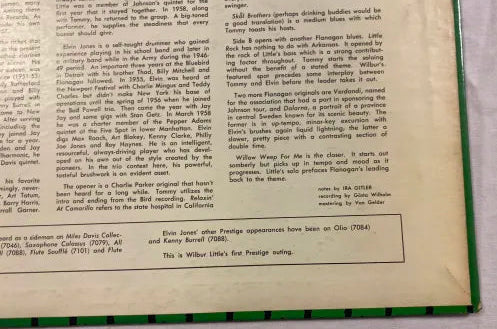 many
Little was a member of Johnson's quintet for the
first year that it stayed together. In 1958, along
with Tommy, he returned to the group. A big-toned
performer, he supplies the steadiness that every
bassist should give.
Elvin Jones is a self-taught drummer who gained
experience playing in his school band and later in
a military band while in the Army during the 1946-
49 period. An important three years at the Bluebird
in Detroit with his brother Thad, Billy Mitchell and
Flanagan followed. In 1955, Elvin was heard at
the Newport Festival with Charlie Mingus and Teddy
Charles but didn't make New York his base of
operations until the spring of 1956 when he joined
the Bud Powell trio. Then came the year with Jay
Jay and some gigs with Stan Getz. In March 1958
he was a charter member of the Pepper Adams
quintet at the Five Spot in lower Manhattan. Elvin
digs Max Roach, Art Blakey, Kenny Clarke, Philly
Joe Jones and Roy Haynes. He is an intelligent,
resourceful, always-driving player who has devel-
oped on his own out of the style created by the
pioneers. In the trio context here, his powerful,
tasteful brushwork is an evident asset.
The opener is a Charlie Parker original that hasn't
been heard for a long while. Tommy utilizes the
intro and ending from the Bird recording. Relaxin'
At Camarillo refers to the state hospital in California
swinger.
Skål Brothers (perhaps drinking buddies would be
a good translation) is a medium blues with which
Tommy toasts his hosts.
Side B opens with another Flanagan blues. Little
Rock has nothing to do with Arkansas. It opened by
the rock of Little's bass which is a strong contribut-
ing factor throughout. Tommy starts the soloing
without the benefit of a stated theme. Wilbur's
featured spot precedes some interplay between
Tommy and Elvin before the leader takes it out.
Two more Flanagan originals are Verdandi, named
for the association that had a part in sponsoring the
Johnson tour, and Dalarna, a portrait of a province
in central Sweden known for its scenic beauty. The
former is in up-tempo, minor-key excursion with
Elvin's brushes again liquid lightning, the latter a
slower, pretty piece with a contrasting section of
double time.
Willow Weep For Me is the closer. It starts out
somberly but picks up in tempo and mood as it
progresses. Little's solo prefaces Flanagan's leading
back to the theme.
notes by IRA GITLER
recording by Gösta Wilholm
mastering by Van Gelder
his favorite
Art Tatum,
Barry Harris,
Erroll Garner.
Davis quintet.
heard as a sideman on Miles Davis Collec-
(7046), Saxophone Colossus (7079), All
(7088), Flute Soufflé (7101) and Flute
Elvin Jones' other Prestige appearances have been on Olio (7084)
and Kenny Burrell (7088).
This is Wilbur Little's first Prestige outing.